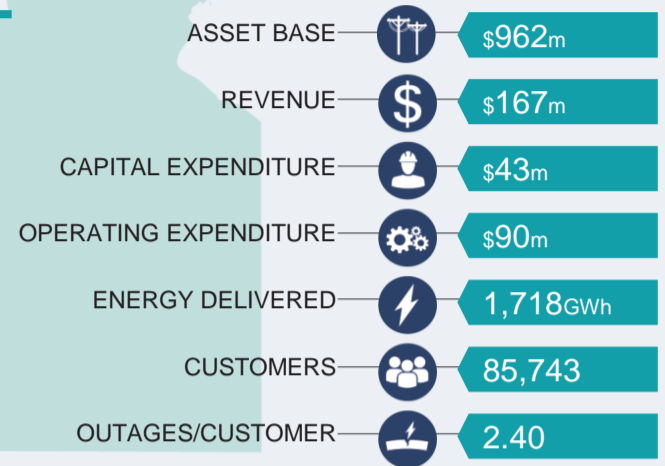 ASSET BASE $962m
REVENUE $167m
CAPITAL EXPENDITURE $43m
OPERATING EXPENDITURE $90m
ENERGY DELIVERED 1,718GWh
CUSTOMERS 85,743
OUTAGES/CUSTOMER 2.40